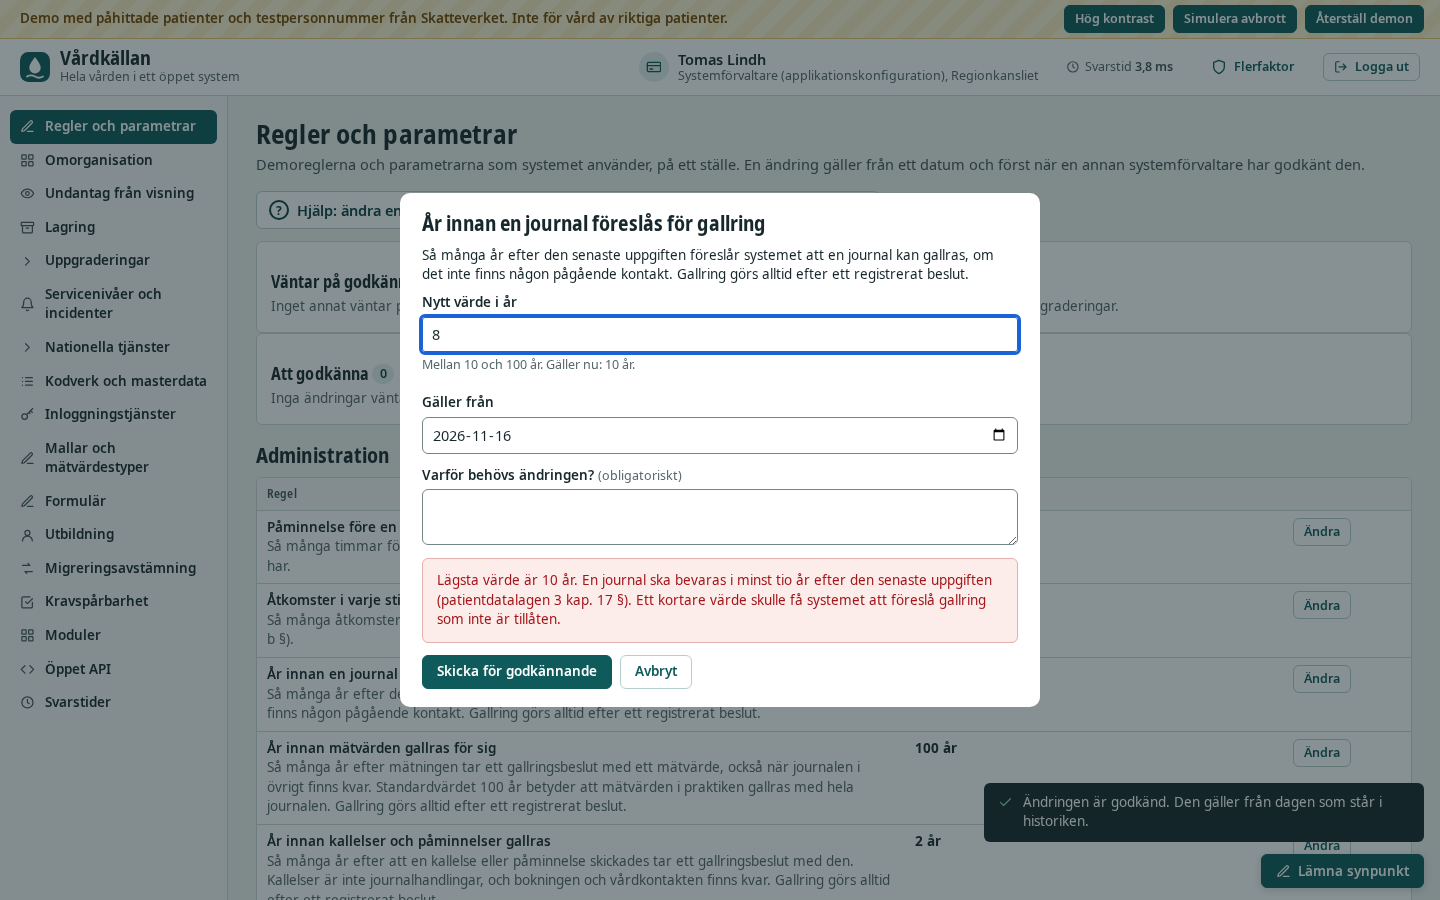 Demo med påhittade patienter och testpersonnummer från Skatteverket. Inte för vård av riktiga patienter.
Hög kontrast
Simulera avbrott
Återställ demon
Vårdkällan
Hela vården i ett öppet system
Tomas Lindh
Systemförvaltare (applikationskonfiguration), Regionkansliet
Svarstid 3,8 ms
Flerfaktor
Logga ut
Regler och parametrar
Omorganisation
Undantag från visning
Lagring
Uppgraderingar
Servicenivåer och
incidenter
Nationella tjänster
Kodverk och masterdata
Inloggningstjänster
Mallar och
mätvärdestyper
Formulär
Utbildning
Migreringsavstämning
Kravspårbarhet
Moduler
Öppet API
Svarstider
Regler och parametrar
Demoreglerna och parametrarna som systemet använder, på ett ställe. En ändring gäller från ett datum och först när en annan systemförvaltare har godkänt den.
Hjälp: ändra en
Väntar på godkänn
Inget annat väntar p
graderingar.
Att godkänna 0
Inga ändringar vänt
Administration
Regel
Påminnelse före en
Så många timmar fö
har.
Ändra
Åtkomster i varje sti
Så många åtkomster
b §).
Ändra
År innan en journal
Så många år efter de
finns någon pågående kontakt. Gallring görs alltid efter ett registrerat beslut.
Ändra
År innan mätvärden gallras för sig
Så många år efter mätningen tar ett gallringsbeslut med ett mätvärde, också när journalen i
övrigt finns kvar. Standardvärdet 100 år betyder att mätvärden i praktiken gallras med hela
journalen. Gallring görs alltid efter ett registrerat beslut.
100 år
Ändra
År innan kallelser och påminnelser gallras
Så många år efter att en kallelse eller påminnelse skickades tar ett gallringsbeslut med den.
Kallelser är inte journalhandlingar, och bokningen och vårdkontakten finns kvar. Gallring görs alltid
efter ett registrerat beslut.
2 år
Ändra
År innan en journal föreslås för gallring
Så många år efter den senaste uppgiften föreslår systemet att en journal kan gallras, om
det inte finns någon pågående kontakt. Gallring görs alltid efter ett registrerat beslut.
Nytt värde i år
8
Mellan 10 och 100 år. Gäller nu: 10 år.
Gäller från
2026-11-16
Varför behövs ändringen? (obligatoriskt)
Lägsta värde är 10 år. En journal ska bevaras i minst tio år efter den senaste uppgiften
(patientdatalagen 3 kap. 17 §). Ett kortare värde skulle få systemet att föreslå gallring
som inte är tillåten.
Skicka för godkännande
Avbryt
Ändringen är godkänd. Den gäller från dagen som står i
historiken.
Lämna synpunkt